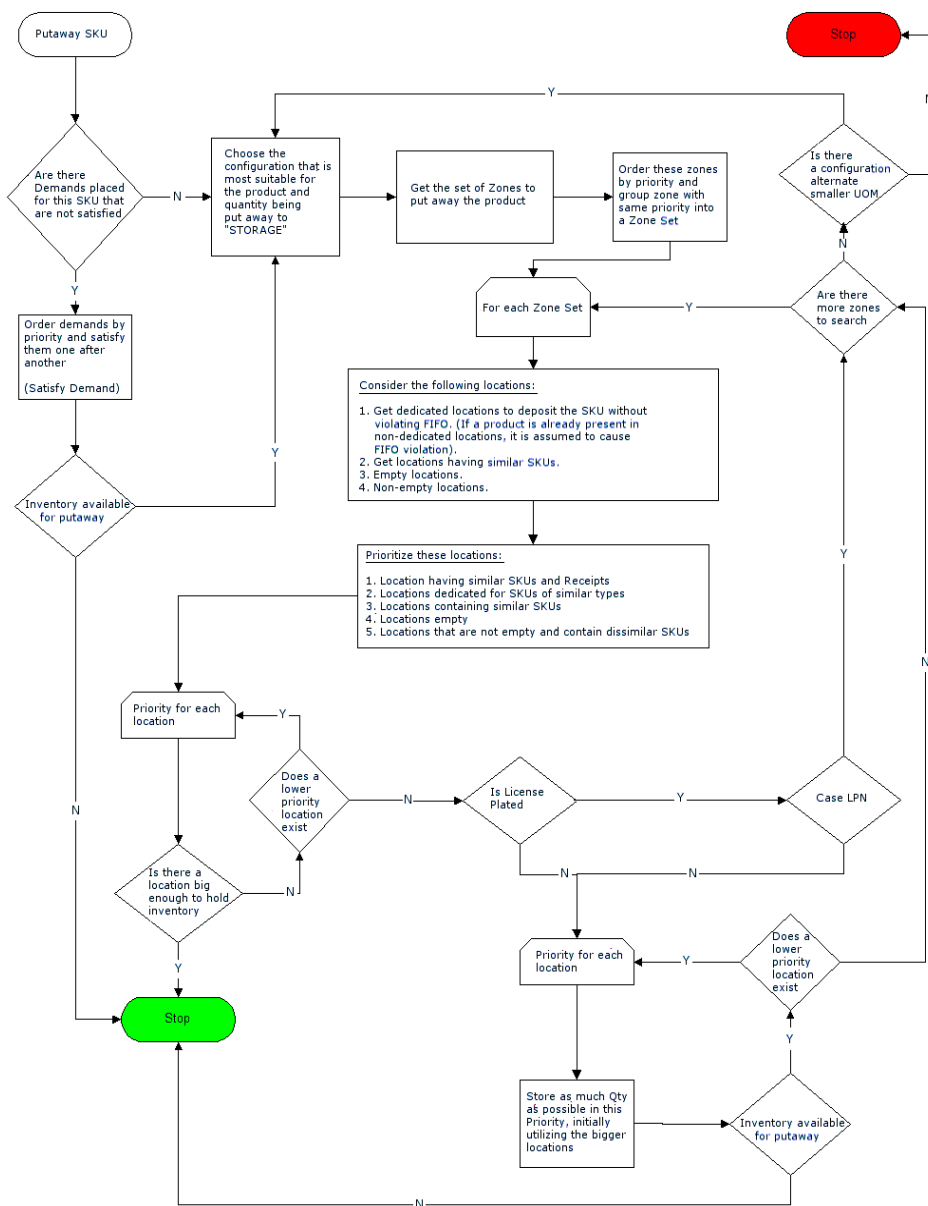 Putaway SKU
Stop
Y
N
Are there
Demands placed
for this SKU that
are not satisfied
N
Choose the
configuration that is
most suitable for
the product and
quantity being
put away to
"STORAGE"
Get the set of Zones to
put away the product
Order these zones
by priority and
group zone with
same priority into
a Zone Set
Is there
a configuration
alternate
smaller UOM
N
Y
For each Zone Set
Y
Are there
more zones
to search
Order demands by
priority and satisfy
them one after
another
(Satisfy Demand)
Consider the following locations:
1. Get dedicated locations to deposit the SKU without
violating FIFO. (If a product is already present in
non-dedicated locations, it is assumed to cause
FIFO violation).
2. Get locations having similar SKUs.
3. Empty locations.
4. Non-empty locations.
Y
Inventory available
for putaway
Y
Prioritize these locations:
1. Location having similar SKUs and Receipts
2. Locations dedicated for SKUs of similar types
3. Locations containing similar SKUs
4. Locations empty
5. Locations that are not empty and contain dissimilar SKUs
N
Priority for each
location
Y
Does a
lower
priority
location
exist
N
Is License
Plated
Y
Case LPN
N
Is there a
location big
enough to hold
inventory
N
N
N
Y
Priority for each
location
Y
Does a
lower
priority
location
exist
Stop
Y
Store as much Qty
as possible in this
Priority, initially
utilizing the bigger
locations
Inventory available
for putaway
N